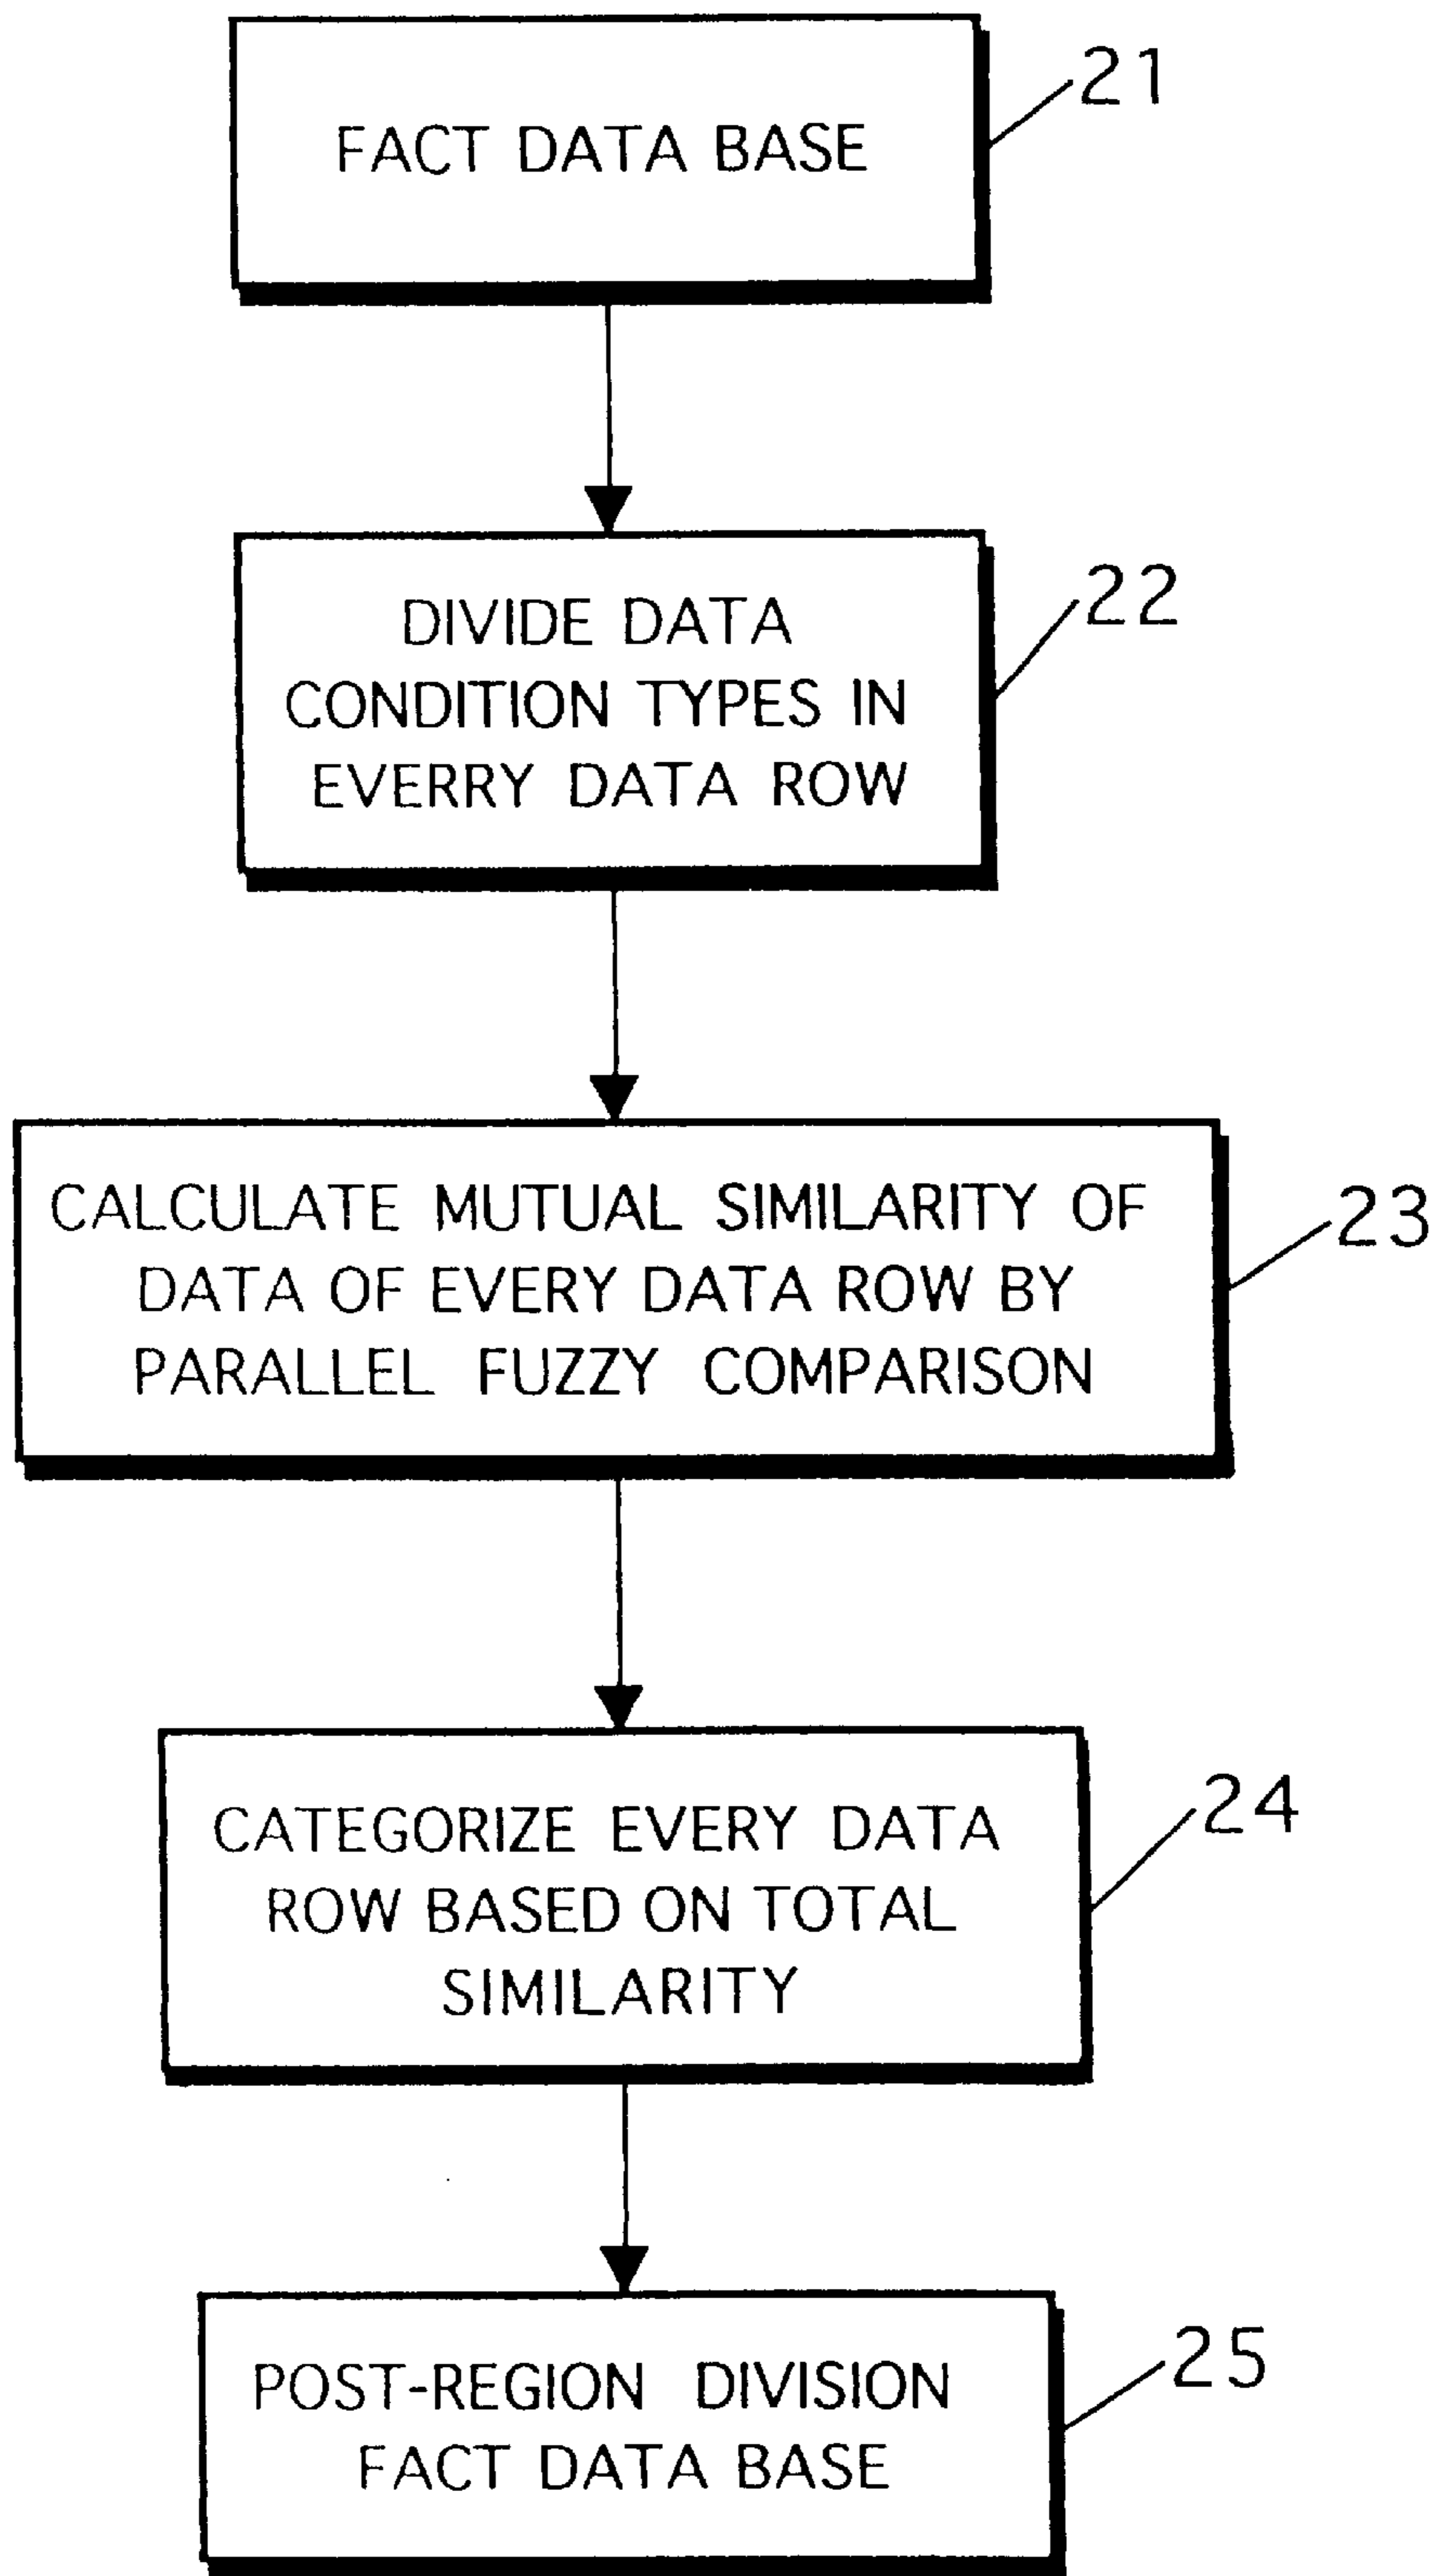 FACT DATA BASE
21
DIVIDE DATA
CONDITION TYPES IN
EVERRY DATA ROW
22
CALCULATE MUTUAL SIMILARITY OF
DATA OF EVERY DATA ROW BY
PARALLEL FUZZY COMPARISON
23
CATEGORIZE EVERY DATA
ROW BASED ON TOTAL
SIMILARITY
24
POST-REGION DIVISION
FACT DATA BASE
25